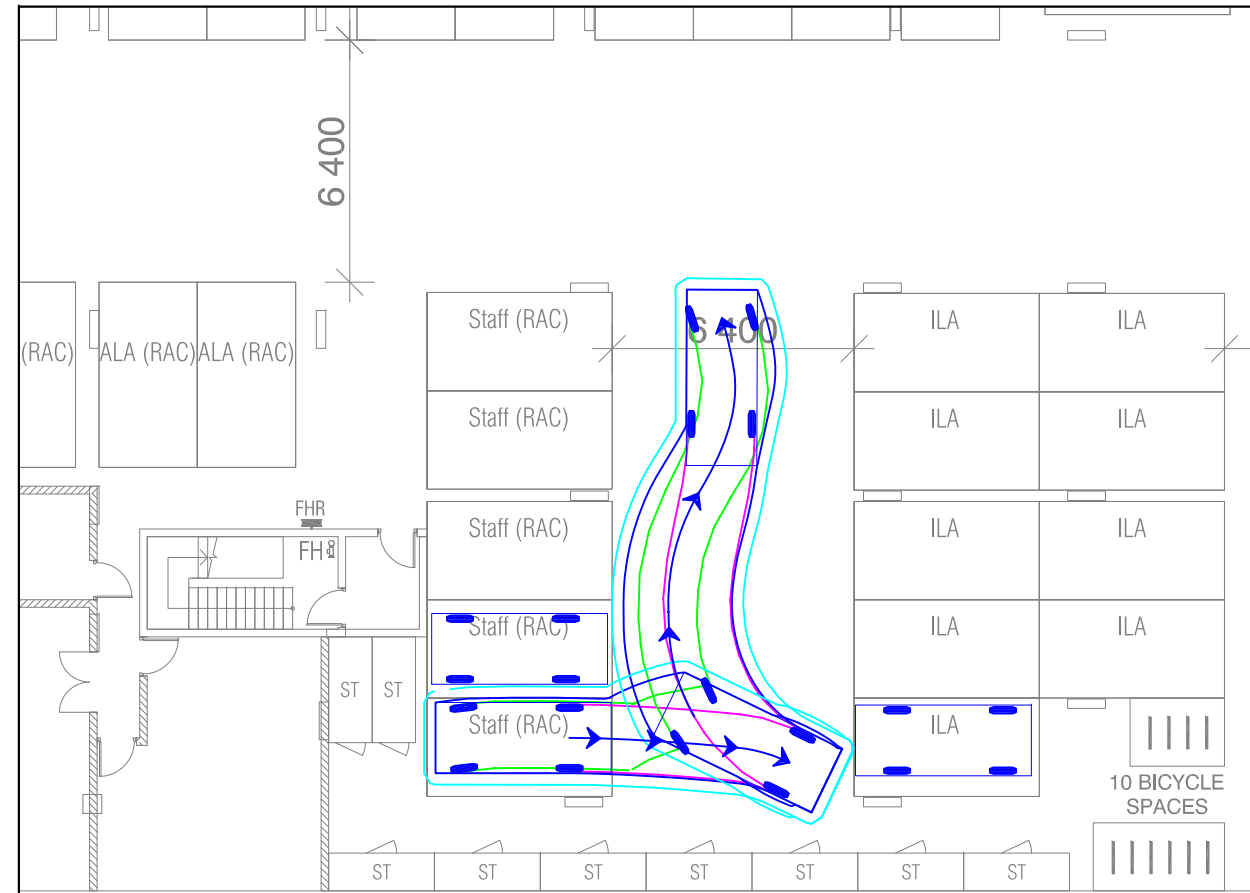 6 400
Staff (RAC)
6 400
ILA
ILA
(RAC)
ALA (RAC)
ALA (RAC)
Staff (RAC)
ILA
ILA
FHR
FH
Staff (RAC)
ILA
ILA
Staff (RAC)
ILA
ILA
ST
ST
Staff (RAC)
ILA
10 BICYCLE
SPACES
ST
ST
ST
ST
ST
ST
ST